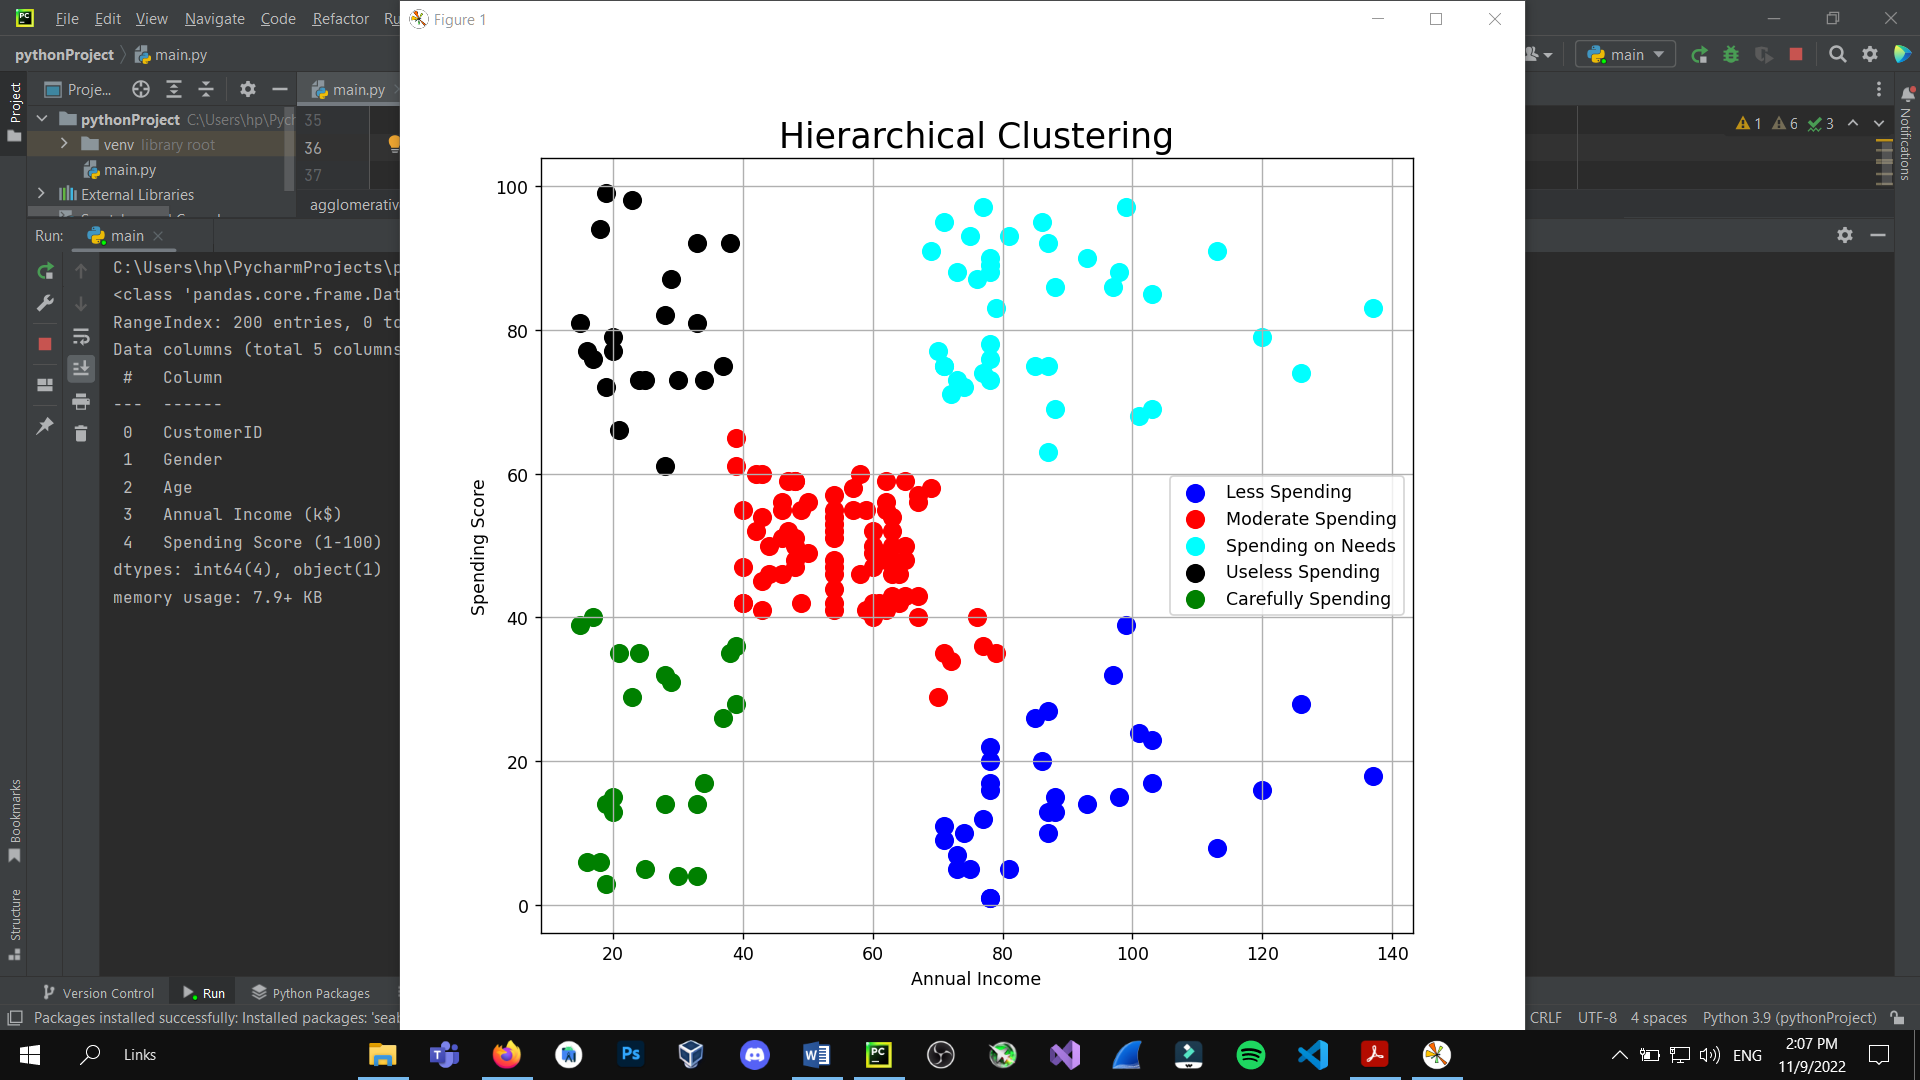 File Edit View Navigate Code Refactor
Figure 1
pythonProject main.py
main
Project
Proje...
main.py
pythonProject
35
venv library root
36
main.py
37
External Libraries
agglomerativ
1 6 3
Notifications
Run: main
C:\Users\hp\PycharmProjects\p
<class 'pandas.core.frame.Dat
RangeIndex: 200 entries, 0 to
Data columns (total 5 columns
# Column
--- ------
0 CustomerID
1 Gender
2 Age
3 Annual Income (k$)
4 Spending Score (1-100)
dtypes: int64(4), object(1)
memory usage: 7.9+ KB
Hierarchical Clustering
100
80
60
40
20
0
Spending Score
Less Spending
Moderate Spending
Spending on Needs
Useless Spending
Carefully Spending
20 40 60 80 100 120 140
Annual Income
Bookmarks
Structure
Version Control Run Python Packages
Packages installed successfully: Installed packages: 'seab
CRLF UTF-8 4 spaces Python 3.9 (pythonProject)
Links
ENG
2:07 PM
11/9/2022